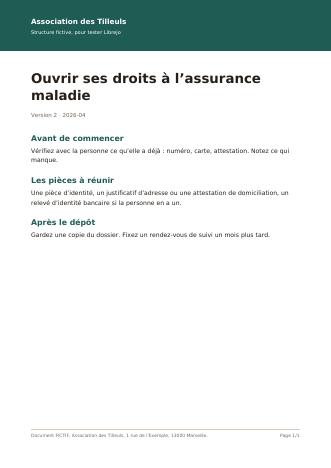 Association des Tilleuls
Structure fictive, pour tester Librejo
Ouvrir ses droits à l’assurance
maladie
Version 2 - 2026-04
Avant de commencer
Vérifiez avec la personne ce qu’elle a déjà : numéro, carte, attestation. Notez ce qui
manque.
Les pièces à réunir
Une pièce d’identité, un justificatif d’adresse ou une attestation de domiciliation, un
relevé d’identité bancaire si la personne en a un.
Après le dépôt
Gardez une copie du dossier. Fixez un rendez-vous de suivi un mois plus tard.
Document FICTIF, Association des Tilleuls, 1 rue de l’Exemple, 13000 Marseille.
Page 1/1